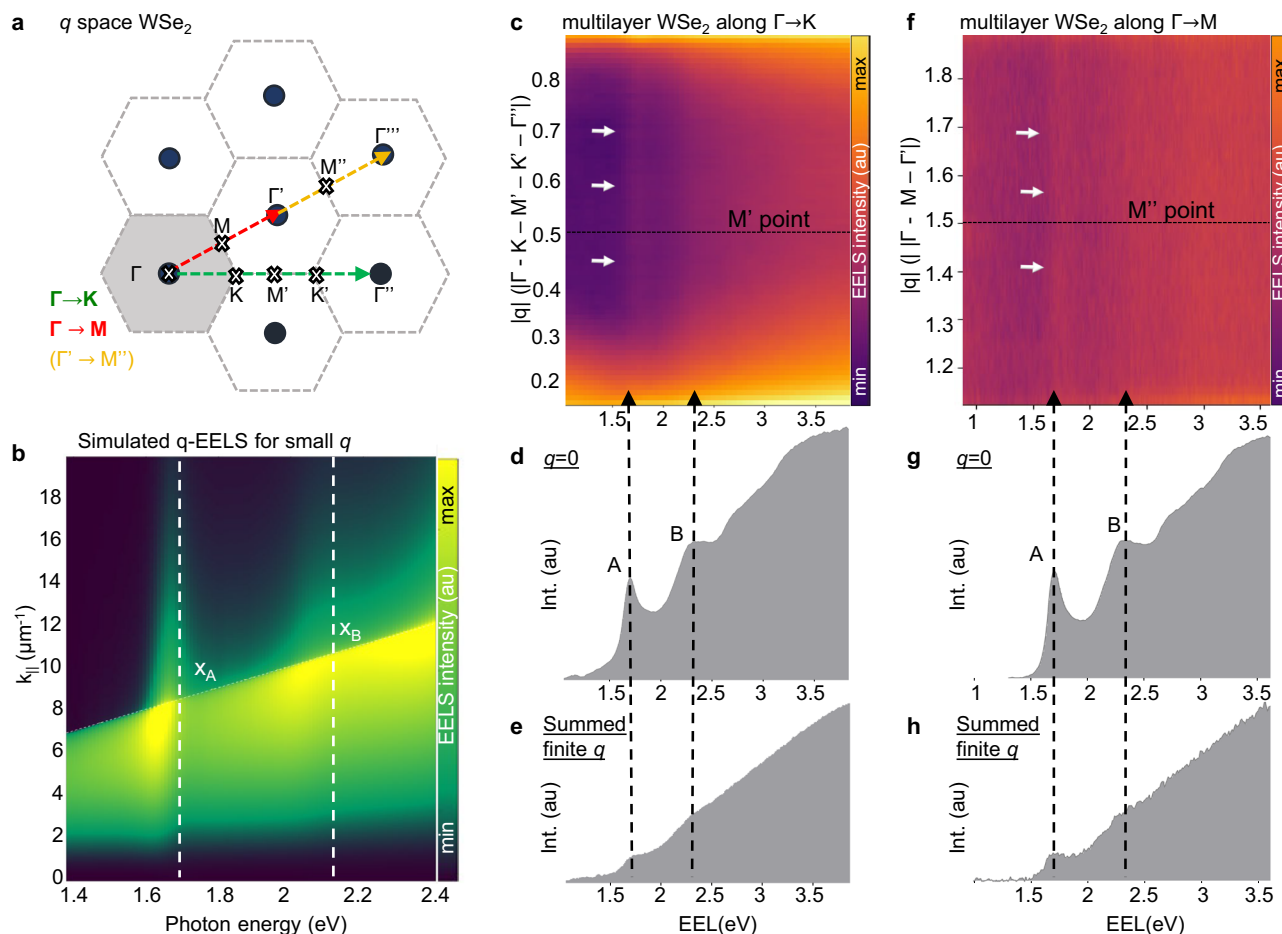 a q space WSe₂
Γ'''
M''
Γ'
M
Γ
K
M'
K'
Γ''
Γ→K
Γ → M
(Γ' → M'')
b Simulated q-EELS for small q
k|| (µm⁻¹)
18
16
14
12
10
8
6
4
2
0
X_A
X_B
max
EELS intensity (au)
min
1.4
1.6
1.8
2
2.2
2.4
Photon energy (eV)
c multilayer WSe₂ along Γ→K
|q| (|Γ - K – M' – K' – Γ''|)
0.8
0.7
0.6
0.5
0.4
0.3
0.2
M' point
max
EELS intensity (au)
min
1.5
2
2.5
3
3.5
d q=0
A
B
Int. (au)
1.5
2
2.5
3
3.5
e Summed
finite q
Int. (au)
1.5
2
2.5
3
3.5
EEL(eV)
f multilayer WSe₂ along Γ→M
|q| ( |Γ - M – Γ'|)
1.8
1.7
1.6
1.5
1.4
1.3
1.2
M'' point
max
EELS intensity (au)
min
1
1.5
2
2.5
3
3.5
g q=0
A
B
Int. (au)
1
1.5
2
2.5
3
3.5
h Summed
finite q
Int. (au)
1
1.5
2
2.5
3
3.5
EEL(eV)